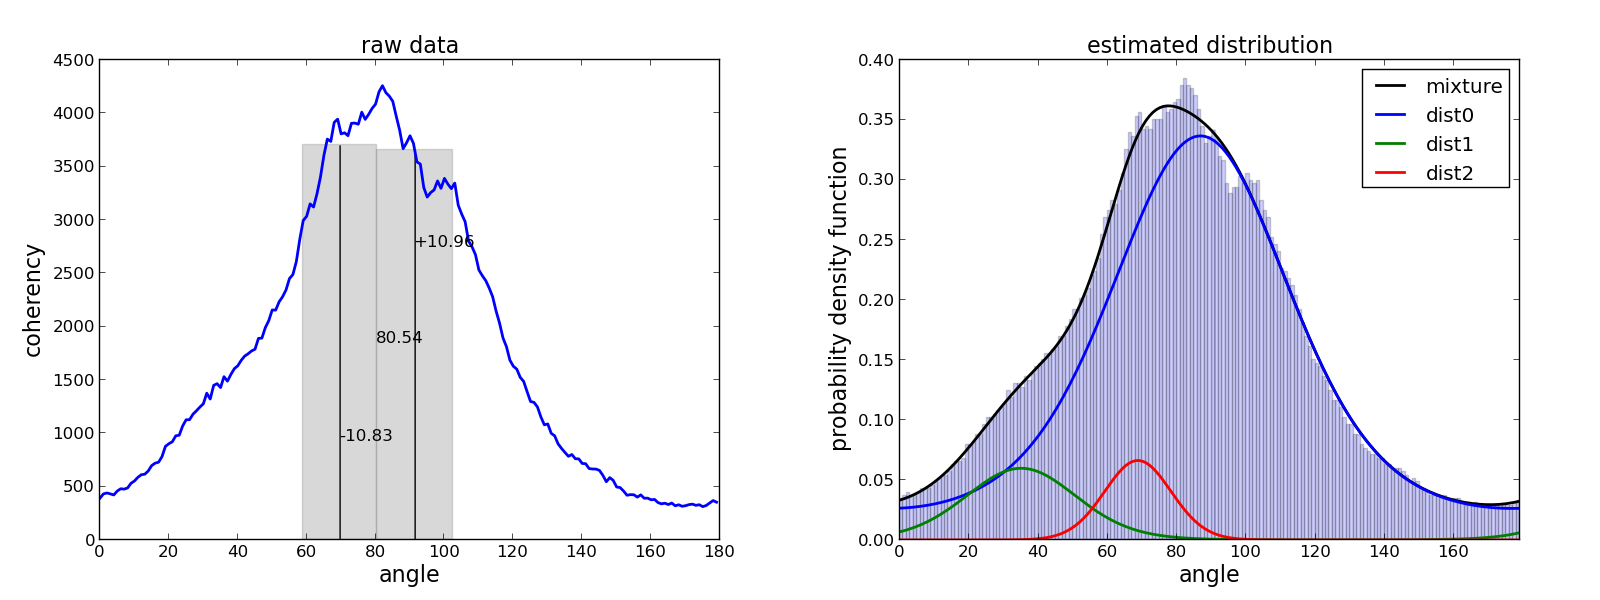 raw data
4500
4000
3500
3000
2500
2000
1500
1000
500
0
coherency
+10.96
80.54
-10.83
0 20 40 60 80 100 120 140 160 180
angle
estimated distribution
0.40
0.35
0.30
0.25
0.20
0.15
0.10
0.05
0.00
probability density function
mixture
dist0
dist1
dist2
0 20 40 60 80 100 120 140 160
angle